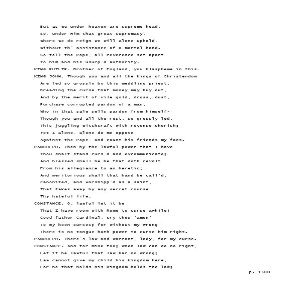 But as we under heaven are supreme head,
So, under Him that great supremacy,
Where we do reign we will alone uphold,
Without th' assistance of a mortal hand.
So tell the Pope, all reverence set apart
To him and his usurp'd authority.
KING PHILIP. Brother of England, you blaspheme in this.
KING JOHN. Though you and all the kings of Christendom
Are led so grossly by this meddling priest,
Dreading the curse that money may buy out,
And by the merit of vile gold, dross, dust,
Purchase corrupted pardon of a man,
Who in that sale sells pardon from himself-
Though you and all the rest, so grossly led,
This juggling witchcraft with revenue cherish;
Yet I alone, alone do me oppose
Against the Pope, and count his friends my foes.
PANDULPH. Then by the lawful power that I have
Thou shalt stand curs'd and excommunicate;
And blessed shall he be that doth revolt
From his allegiance to an heretic;
And meritorious shall that hand be call'd,
Canonized, and worshipp'd as a saint,
That takes away by any secret course
Thy hateful life.
CONSTANCE. O, lawful let it be
That I have room with Rome to curse awhile!
Good father Cardinal, cry thou 'amen'
To my keen curses; for without my wrong
There is no tongue hath power to curse him right.
PANDULPH. There's law and warrant, lady, for my curse.
CONSTANCE. And for mine too; when law can do no right,
Let it be lawful that law bar no wrong;
Law cannot give my child his kingdom here,
For he that holds his kingdom holds the law;